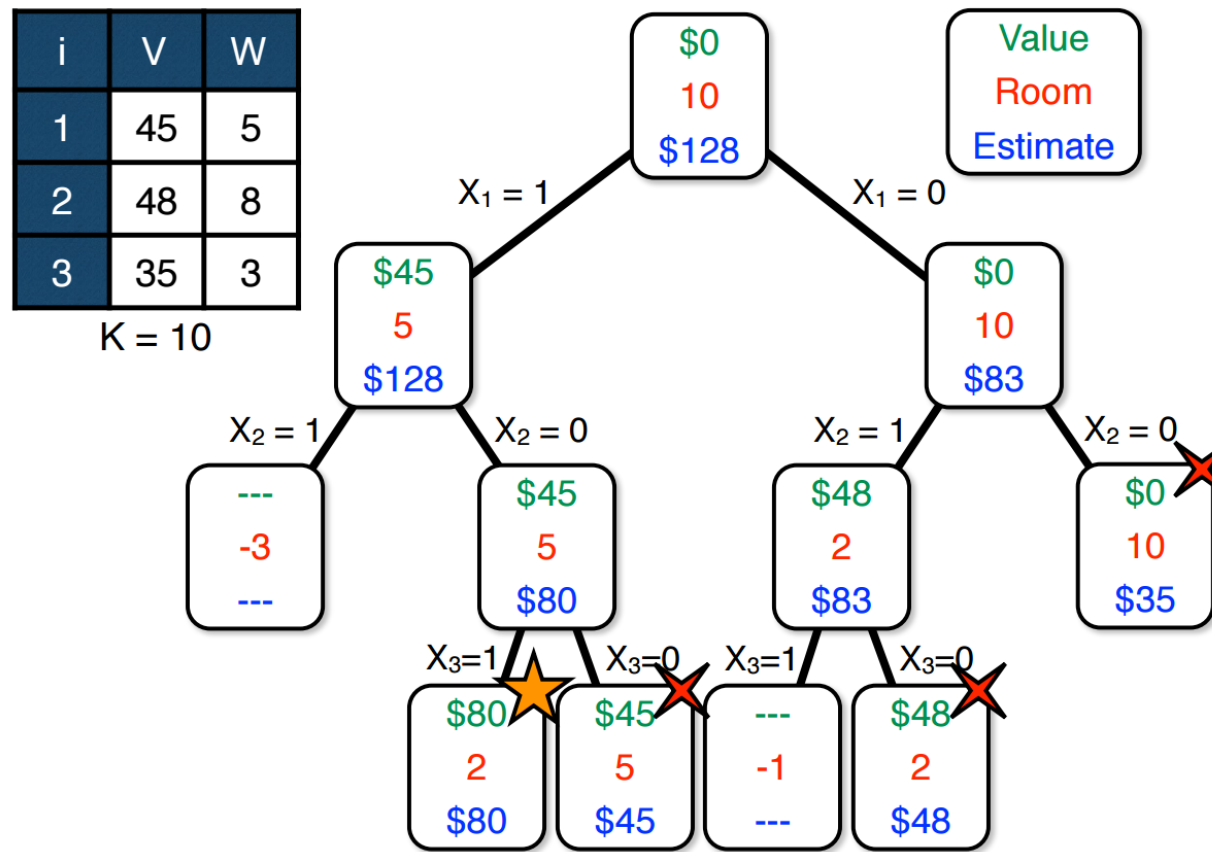 i V W
1 45 5
2 48 8
3 35 3
K = 10
$0
10
$128
Value
Room
Estimate
X₁ = 1
X₁ = 0
$45
5
$128
$0
10
$83
X₂ = 1
X₂ = 0
X₂ = 1
X₂ = 0
---
-3
---
$45
5
$80
$48
2
$83
$0
10
$35
X₃=1
X₃=0
X₃=1
X₃=0
$80
2
$80
$45
5
$45
---
-1
---
$48
2
$48